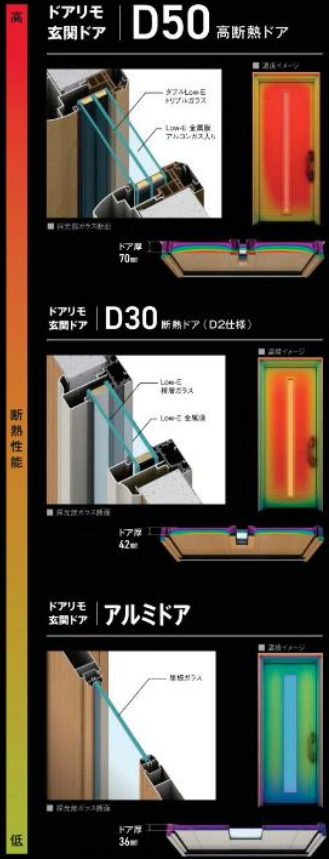 高
断熱性能
低
ドアリモ
玄関ドア
D50 高断熱ドア
ダブルLow-E
トリプルガラス
Low-E 金属膜
アルゴンガス入り
■ 採光部ガラス断面
■ 温度イメージ
ドア厚
70mm
ドアリモ
玄関ドア
D30 断熱ドア（D2仕様）
Low-E
複層ガラス
Low-E 金属膜
■ 採光部ガラス断面
■ 温度イメージ
ドア厚
42mm
ドアリモ
玄関ドア
アルミドア
単板ガラス
■ 採光部ガラス断面
■ 温度イメージ
ドア厚
36mm